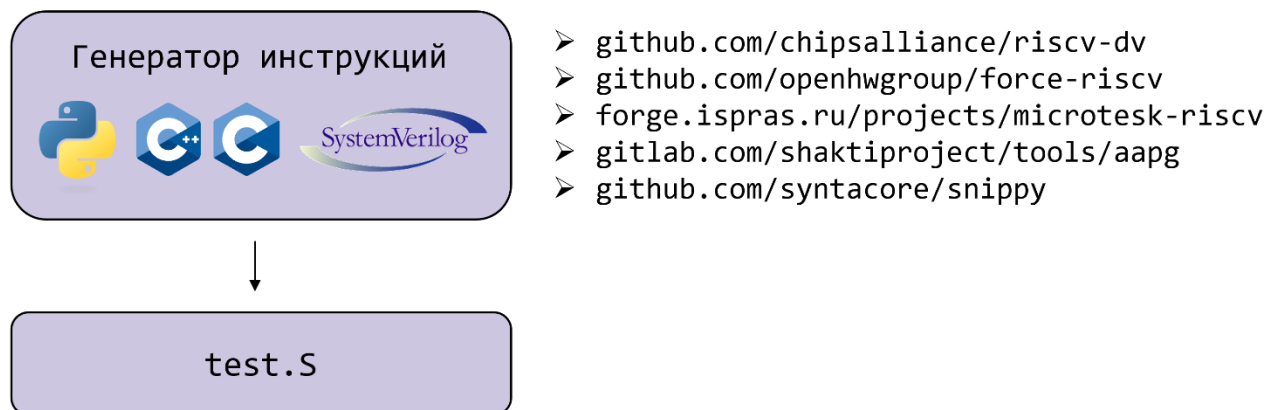 Генератор инструкций
C++
C
SystemVerilog
➢ github.com/chipsalliance/riscv-dv
➢ github.com/openhwgroup/force-riscv
➢ forge.ispras.ru/projects/microtesk-riscv
➢ gitlab.com/shaktiproject/tools/aapg
➢ github.com/syntacore/snippy
test.S